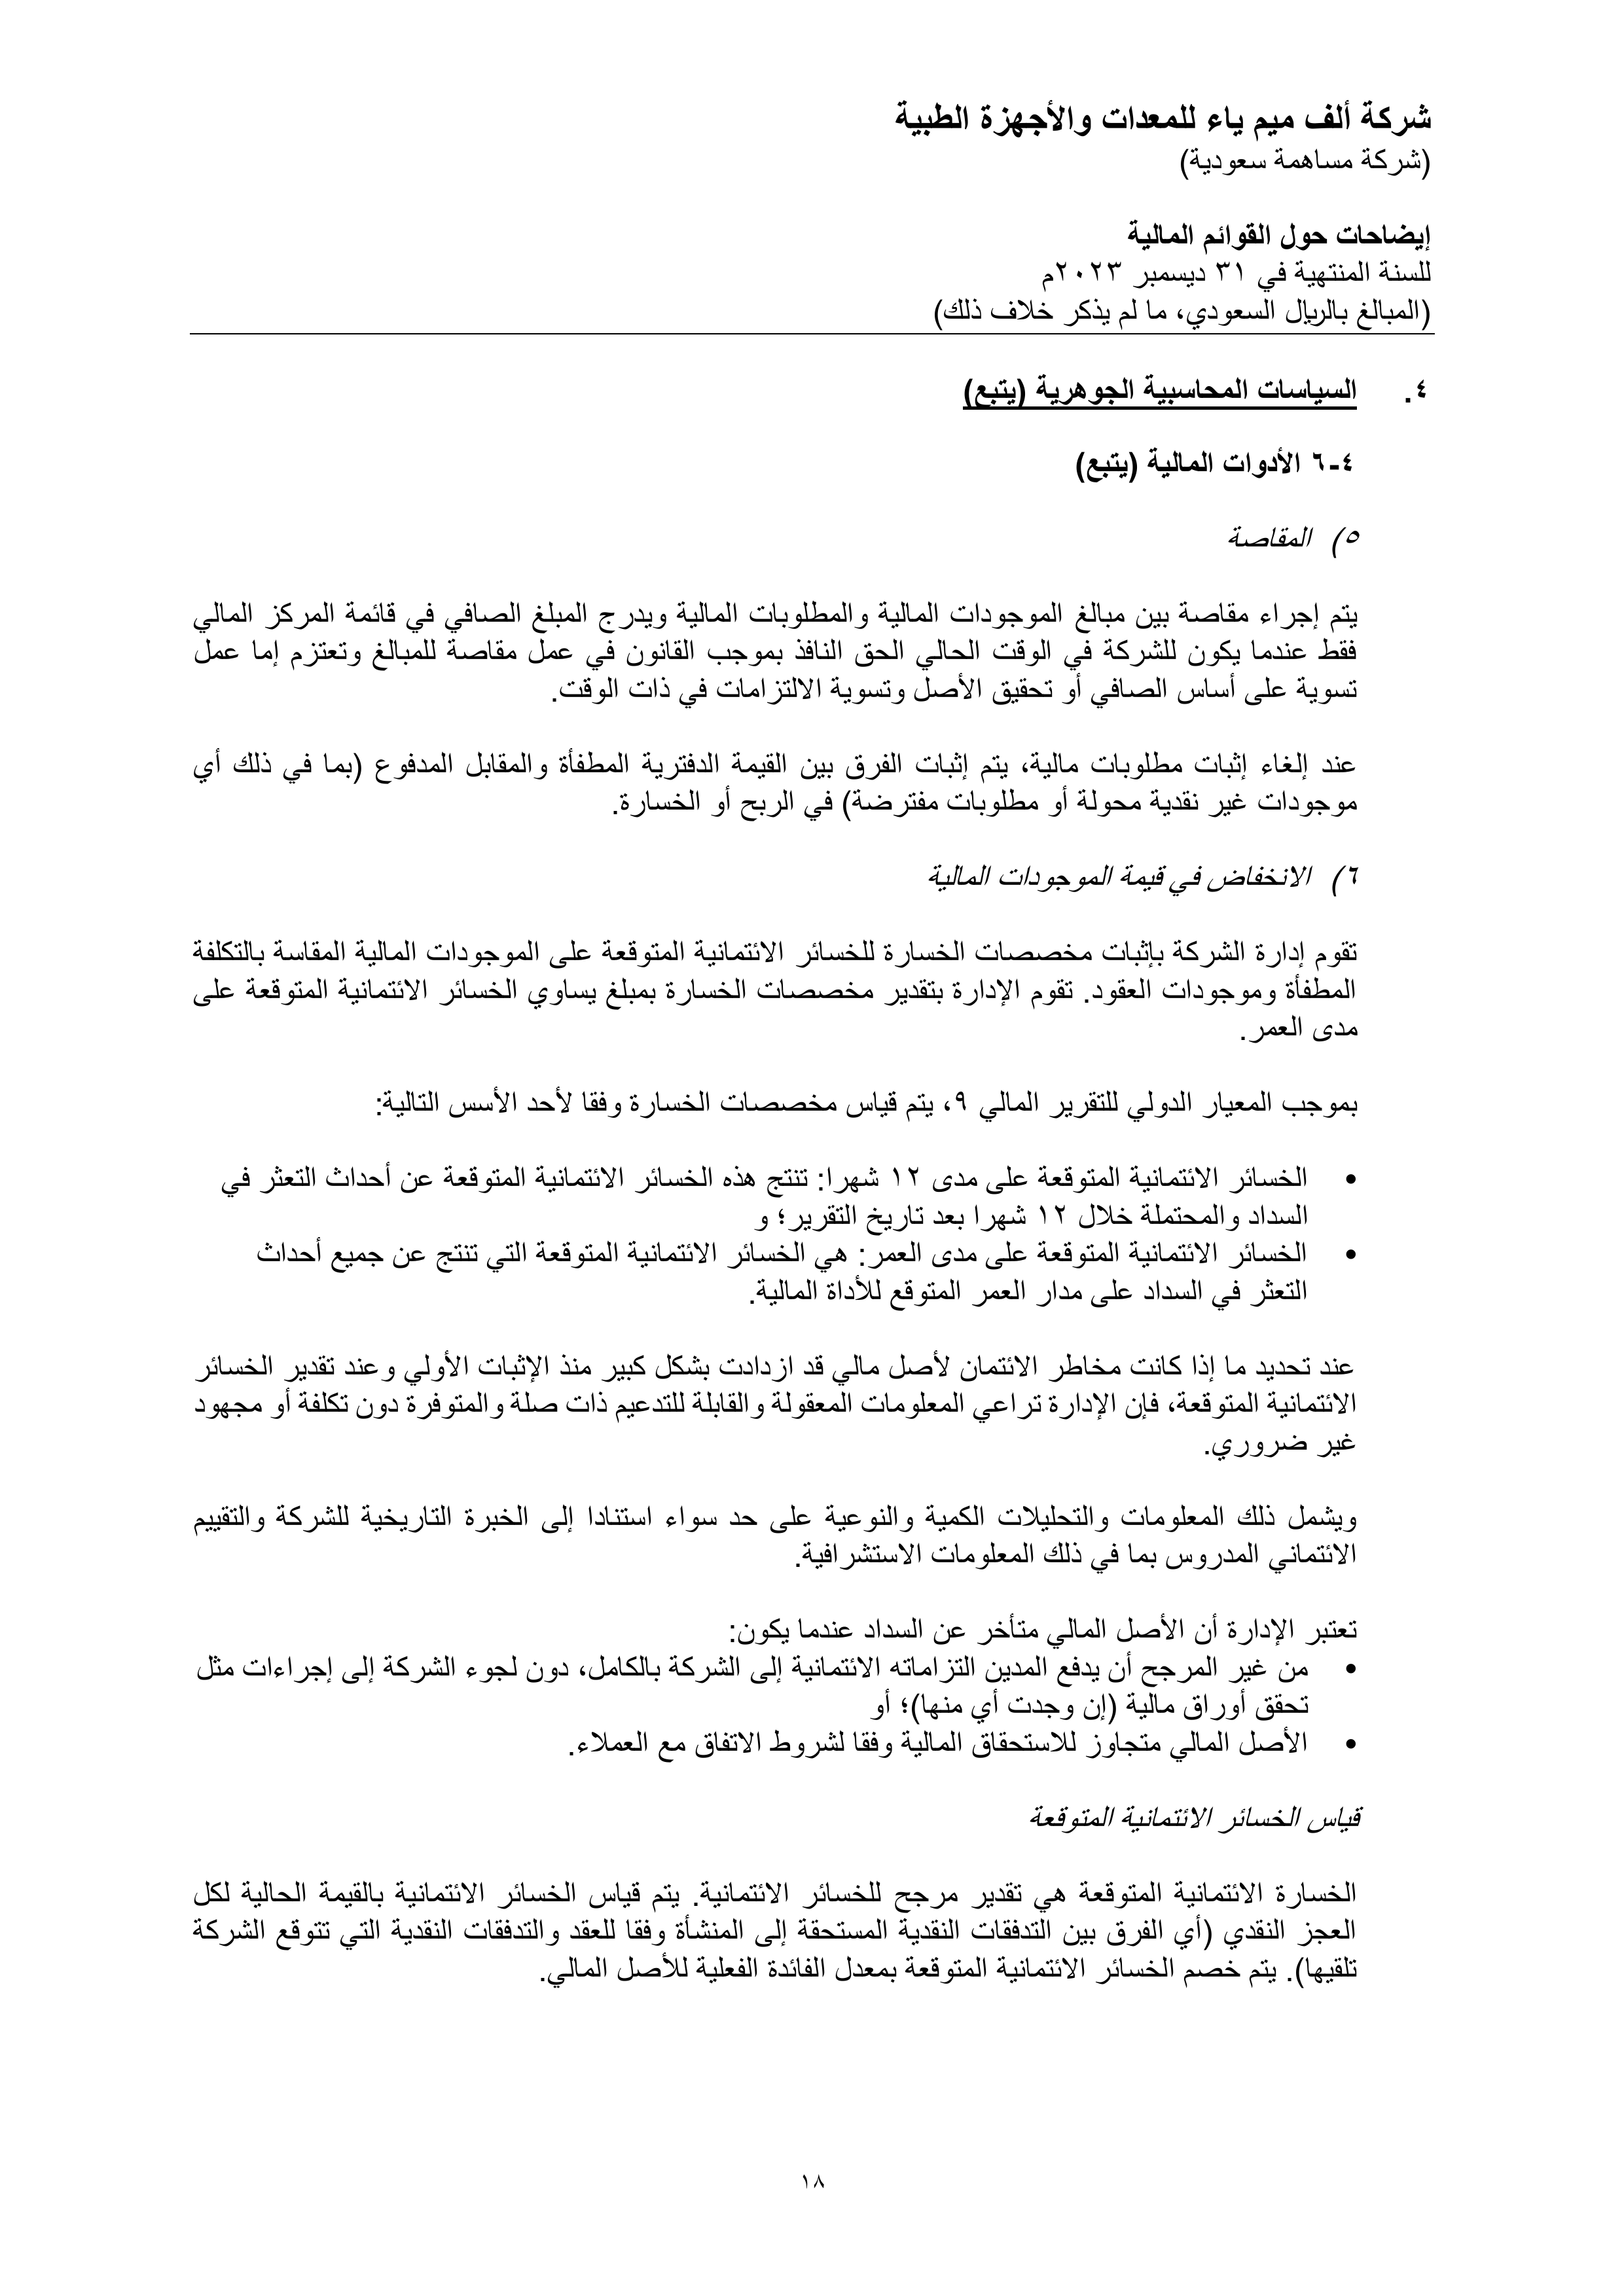 شركة ألف ميم ياء للمعدات والأجهزة الطبية
(شركة مساهمة سعودية)
إيضاحات حول القوائم المالية
للسنة المنتهية في ٣١ ديسمبر ٢٠٢٣م
(المبالغ بالريال السعودي، ما لم يذكر خلاف ذلك)
٤. السياسات المحاسبية الجوهرية (يتبع)
٤-٦ الأدوات المالية (يتبع)
٥) المقاصة
يتم إجراء مقاصة بين مبالغ الموجودات المالية والمطلوبات المالية ويدرج المبلغ الصافي في قائمة المركز المالي
فقط عندما يكون للشركة في الوقت الحالي الحق النافذ بموجب القانون في عمل مقاصة للمبالغ وتعتزم إما عمل
تسوية على أساس الصافي أو تحقيق الأصل وتسوية الالتزامات في ذات الوقت.
عند إلغاء إثبات مطلوبات مالية، يتم إثبات الفرق بين القيمة الدفترية المطفأة والمقابل المدفوع (بما في ذلك أي
موجودات غير نقدية محولة أو مطلوبات مفترضة) في الربح أو الخسارة.
٦) الانخفاض في قيمة الموجودات المالية
تقوم إدارة الشركة بإثبات مخصصات الخسارة للخسائر الائتمانية المتوقعة على الموجودات المالية المقاسة بالتكلفة
المطفأة وموجودات العقود. تقوم الإدارة بتقدير مخصصات الخسارة بمبلغ يساوي الخسائر الائتمانية المتوقعة على
مدى العمر.
بموجب المعيار الدولي للتقرير المالي ٩، يتم قياس مخصصات الخسارة وفقا لأحد الأسس التالية:
• الخسائر الائتمانية المتوقعة على مدى ١٢ شهرا: تنتج هذه الخسائر الائتمانية المتوقعة عن أحداث التعثر في
السداد والمحتملة خلال ١٢ شهرا بعد تاريخ التقرير؛ و
• الخسائر الائتمانية المتوقعة على مدى العمر: هي الخسائر الائتمانية المتوقعة التي تنتج عن جميع أحداث
التعثر في السداد على مدار العمر المتوقع للأداة المالية.
عند تحديد ما إذا كانت مخاطر الائتمان لأصل مالي قد ازدادت بشكل كبير منذ الإثبات الأولي وعند تقدير الخسائر
الائتمانية المتوقعة، فإن الإدارة تراعي المعلومات المعقولة والقابلة للتدعيم ذات صلة والمتوفرة دون تكلفة أو مجهود
غير ضروري.
ويشمل ذلك المعلومات والتحليلات الكمية والنوعية على حد سواء استنادا إلى الخبرة التاريخية للشركة والتقييم
الائتماني المدروس بما في ذلك المعلومات الاستشرافية.
تعتبر الإدارة أن الأصل المالي متأخر عن السداد عندما يكون:
• من غير المرجح أن يدفع المدين التزاماته الائتمانية إلى الشركة بالكامل، دون لجوء الشركة إلى إجراءات مثل
تحقق أوراق مالية (إن وجدت أي منها)؛ أو
• الأصل المالي متجاوز للاستحقاق المالية وفقا لشروط الاتفاق مع العملاء.
قياس الخسائر الائتمانية المتوقعة
الخسارة الائتمانية المتوقعة هي تقدير مرجح للخسائر الائتمانية. يتم قياس الخسائر الائتمانية بالقيمة الحالية لكل
العجز النقدي (أي الفرق بين التدفقات النقدية المستحقة إلى المنشأة وفقا للعقد والتدفقات النقدية التي تتوقع الشركة
تلقيها). يتم خصم الخسائر الائتمانية المتوقعة بمعدل الفائدة الفعلية للأصل المالي.
١٨